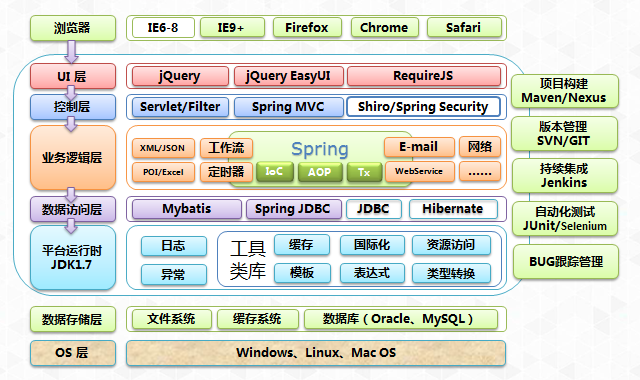 浏览器
IE6-8
IE9+
Firefox
Chrome
Safari
UI 层
jQuery
jQuery EasyUI
RequireJS
控制层
Servlet/Filter
Spring MVC
Shiro/Spring Security
业务逻辑层
XML/JSON
工作流
Spring
E-mail
网络
POI/Excel
定时器
IoC
AOP
Tx
WebService
......
数据访问层
Mybatis
Spring JDBC
JDBC
Hibernate
平台运行时
JDK1.7
日志
异常
工具
类库
缓存
国际化
资源访问
模板
表达式
类型转换
数据存储层
文件系统
缓存系统
数据库（Oracle、MySQL）
OS 层
Windows、Linux、Mac OS
项目构建
Maven/Nexus
版本管理
SVN/GIT
持续集成
Jenkins
自动化测试
JUnit/Selenium
BUG跟踪管理